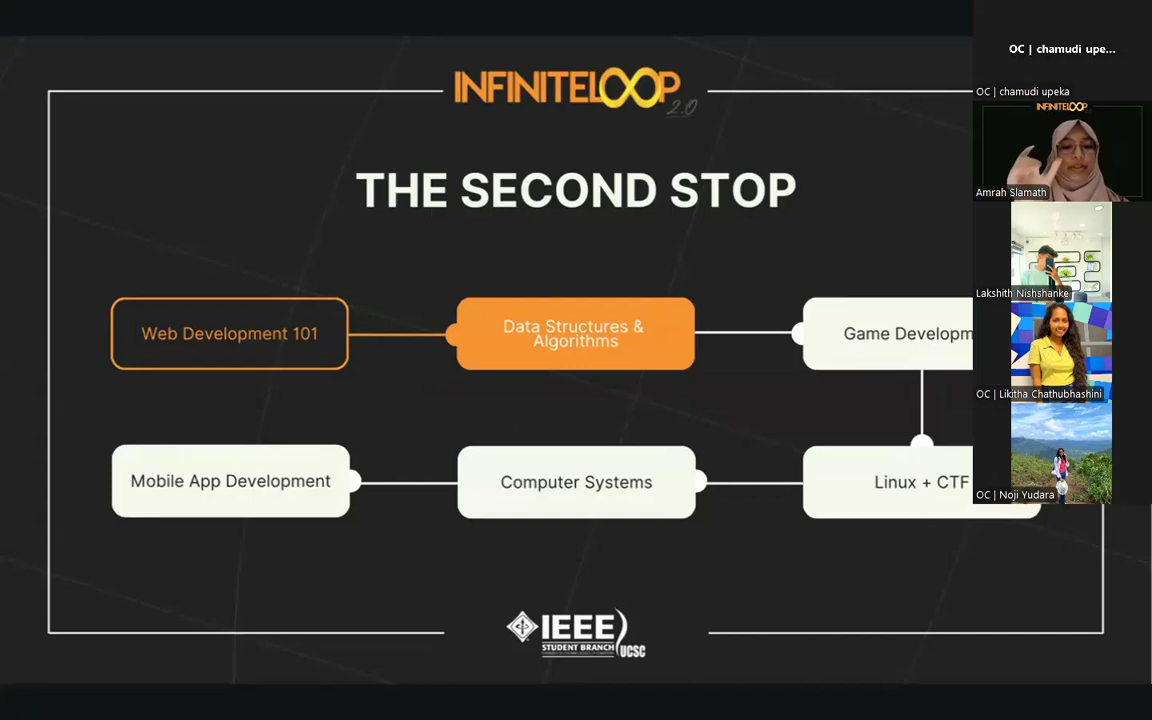 INFINITELOOP
2.0
THE SECOND STOP
Web Development 101
Data Structures &
Algorithms
Game Developm
Mobile App Development
Computer Systems
Linux + CTF
IEEE
STUDENT BRANCH
UCSC
OC | chamudi upe...
OC | chamudi upeka
INFINITELOOP
Amrah Slamath
Lakshith Nishshanke
OC | Likitha Chathubhashini
OC | Noji Yudara